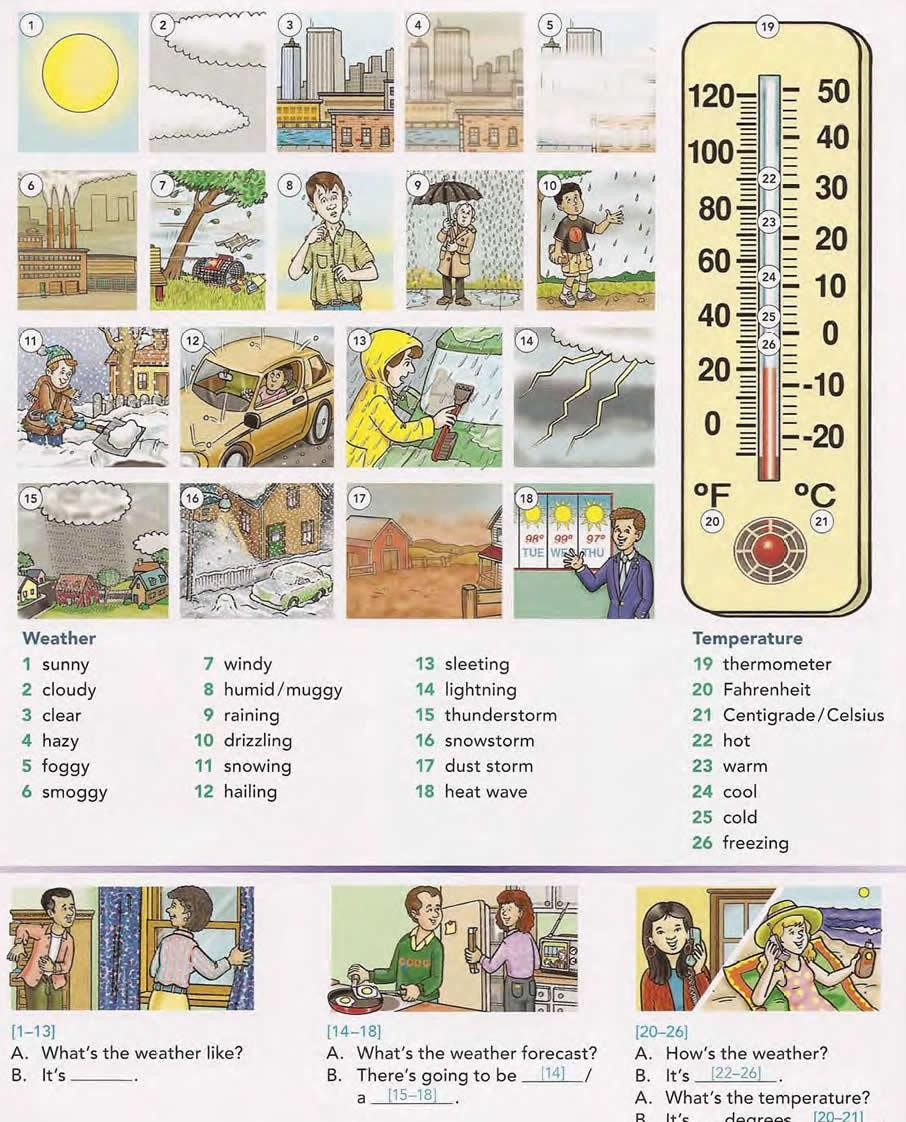 1
2
3
4
5
6
7
8
9
10
11
12
13
14
15
16
17
18
98° 99° 97°
TUE WED THU
19
120 50
100 40
22
80 30
23
60 20
24
10
40 25
0
26
20 -10
0 -20
°F °C
20 21
Weather
1 sunny
2 cloudy
3 clear
4 hazy
5 foggy
6 smoggy
7 windy
8 humid/muggy
9 raining
10 drizzling
11 snowing
12 hailing
13 sleeting
14 lightning
15 thunderstorm
16 snowstorm
17 dust storm
18 heat wave
Temperature
19 thermometer
20 Fahrenheit
21 Centigrade/Celsius
22 hot
23 warm
24 cool
25 cold
26 freezing
[1–13]
A. What's the weather like?
B. It's ______.
[14–18]
A. What's the weather forecast?
B. There's going to be [14] /
a [15–18] .
[20–26]
A. How's the weather?
B. It's [22–26] .
A. What's the temperature?
B. It's __ degrees [20–21]